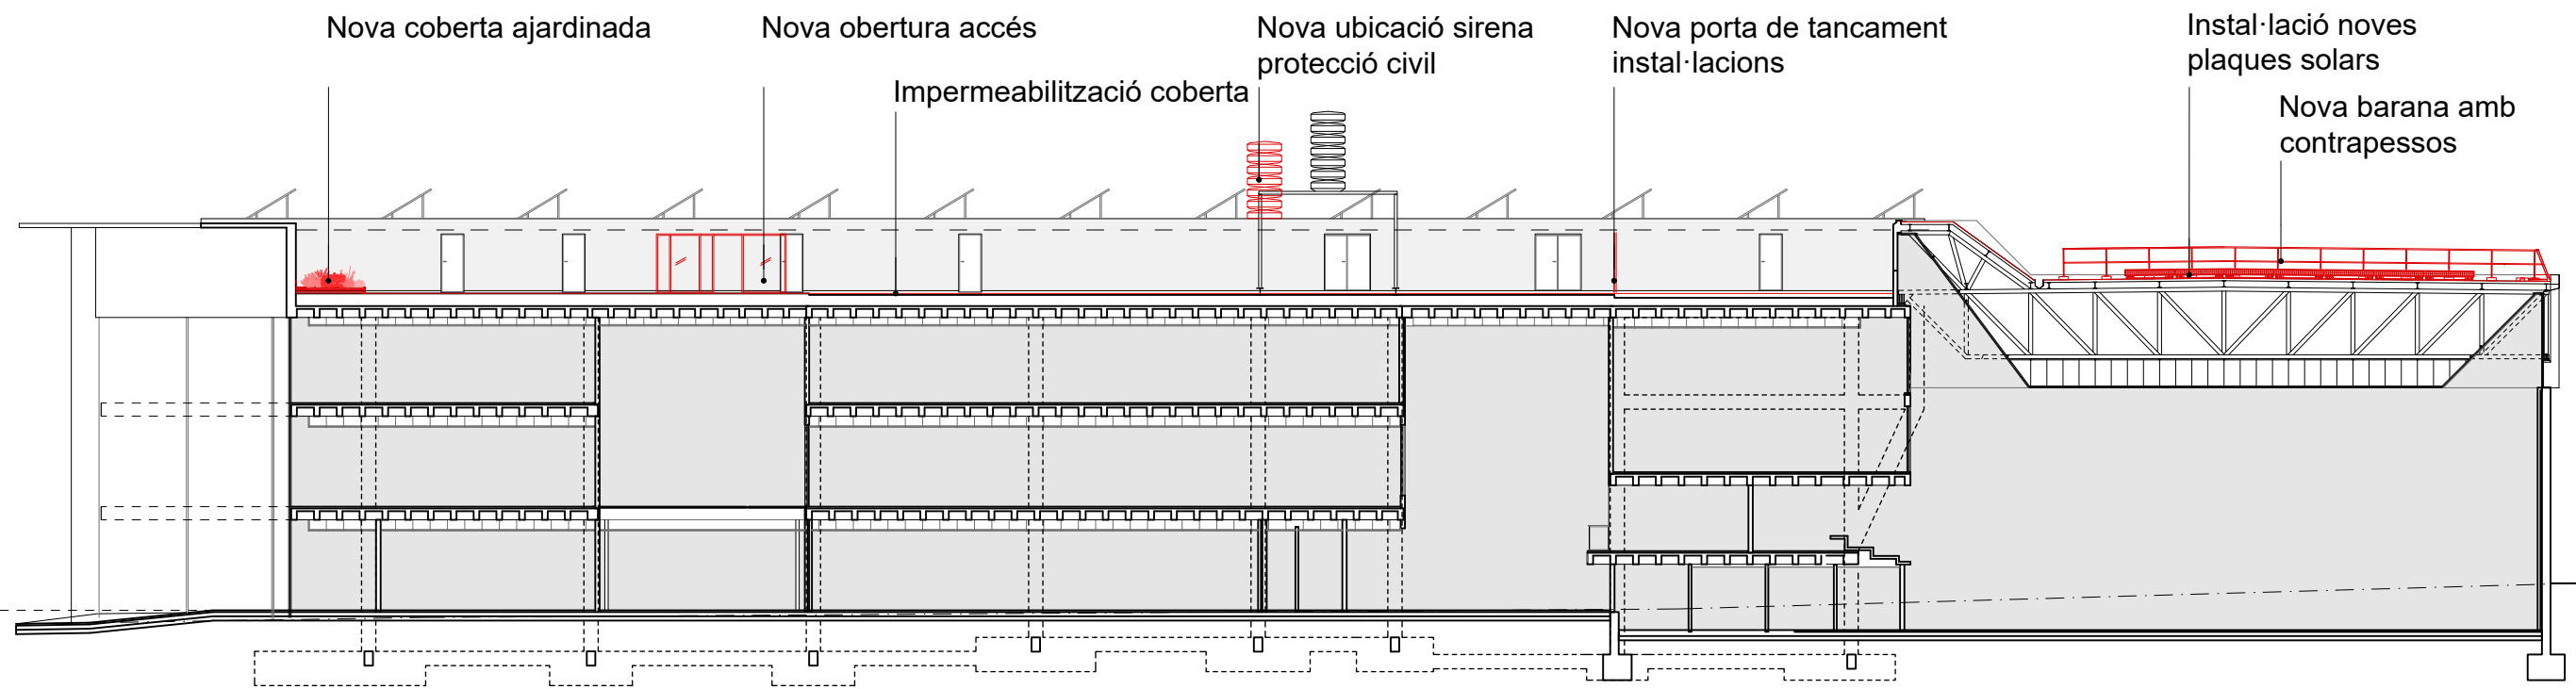 Nova coberta ajardinada
Nova obertura accés
Impermeabilització coberta
Nova ubicació sirena
protecció civil
Nova porta de tancament
instal·lacions
Instal·lació noves
plaques solars
Nova barana amb
contrapessos